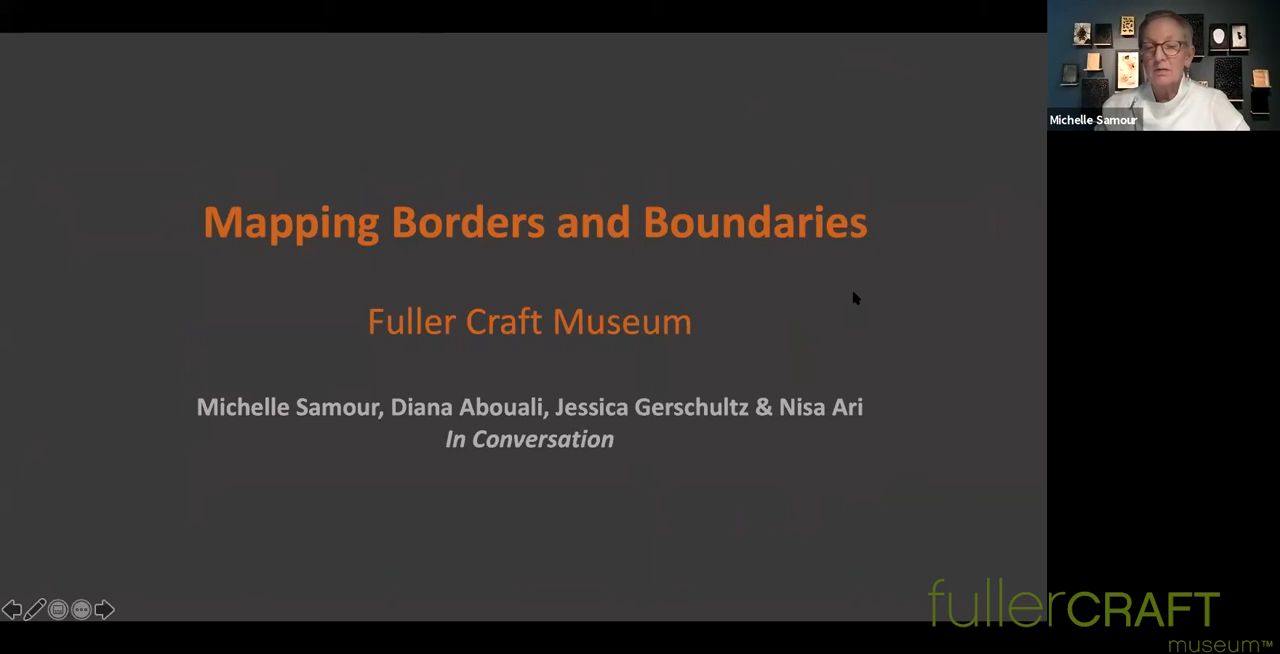 Michelle Samour
Mapping Borders and Boundaries
Fuller Craft Museum
Michelle Samour, Diana Abouali, Jessica Gerschultz & Nisa Ari
In Conversation
fullerCRAFT
museum™